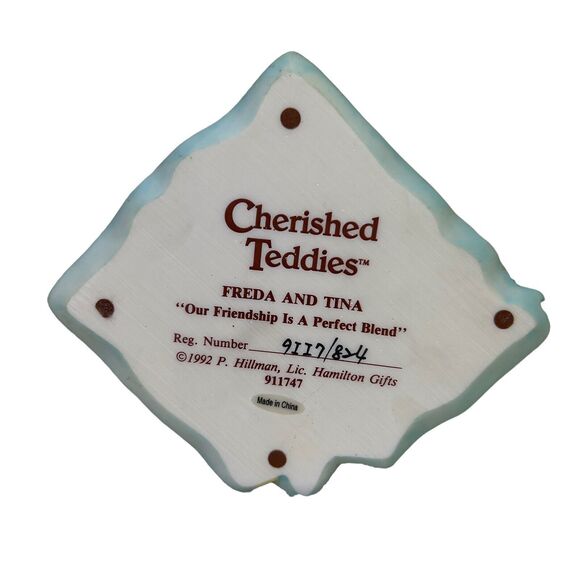 Cherished
Teddies™
FREDA AND TINA
"Our Friendship Is A Perfect Blend"
Reg. Number 9II7/824
©1992 P. Hillman, Lic. Hamilton Gifts
911747
Made in China